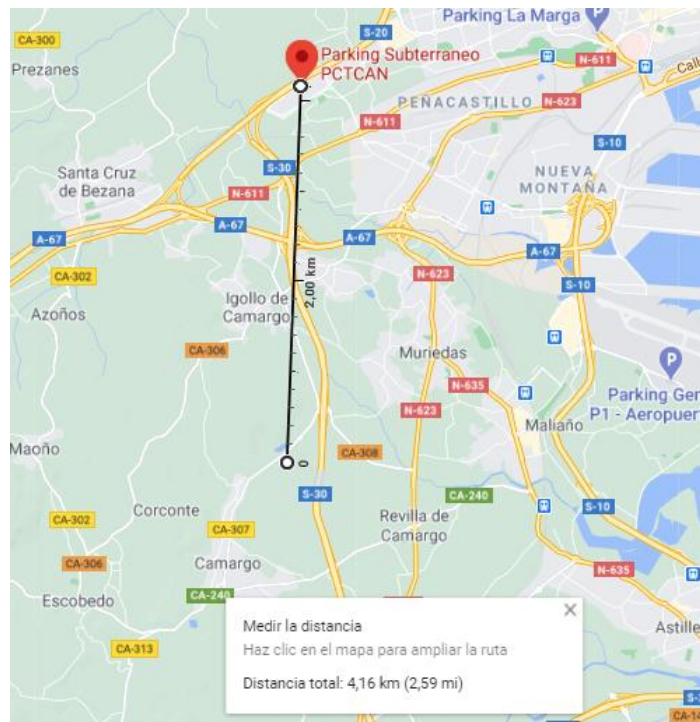 Parking La Marga
CA-300
S-20
Prezanes
Parking Subterraneo
PCTCAN
N-611
PEÑACASTILLO
N-623
N-611
S-10
Santa Cruz
de Bezana
S-30
NUEVA
MONTAÑA
N-611
A-67
A-67
A-67
A-67
CA-302
N-623
S-10
2,00 km
Igollo de
Camargo
Azoños
CA-306
Muriedas
N-635
Parking Ger
P1 - Aeropuer
N-623
Maliaño
Maoño
CA-308
0
S-30
CA-240
CA-302
Corconte
Revilla de
Camargo
S-10
CA-307
CA-306
Camargo
N-635
Escobedo
CA-240
Astille
CA-313
Medir la distancia
Haz clic en el mapa para ampliar la ruta
Distancia total: 4,16 km (2,59 mi)